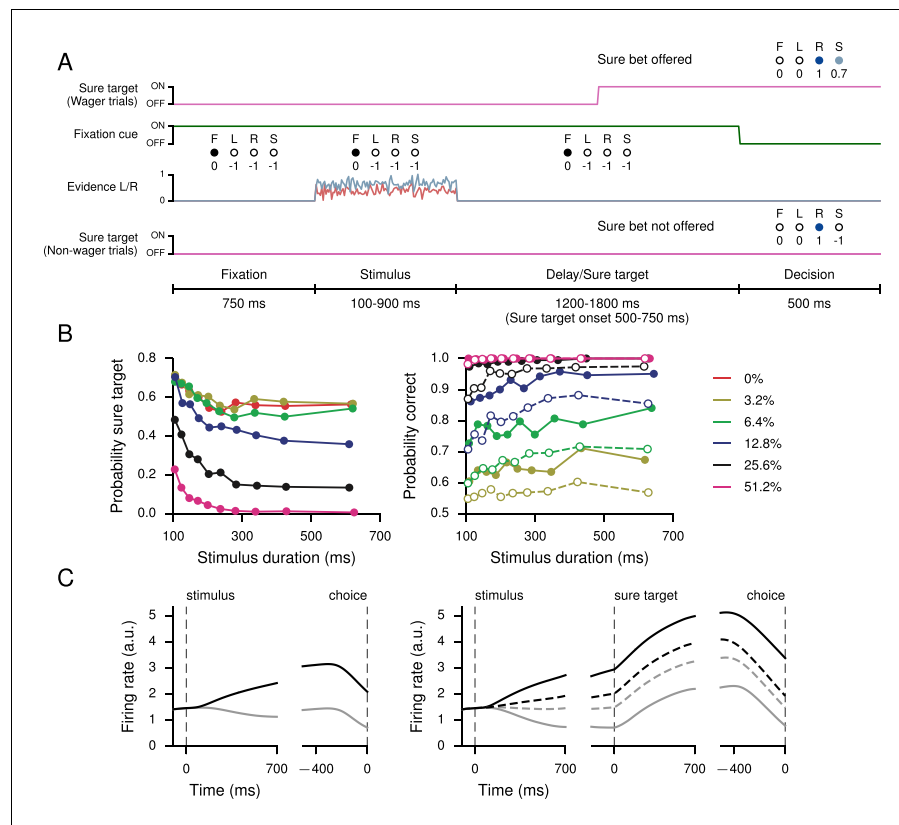 A
Sure bet offered
F L R S
0 0 1 0.7
Sure target
(Wager trials)
ON
OFF
Fixation cue
ON
OFF
F L R S
0 -1 -1 -1
F L R S
0 -1 -1 -1
F L R S
0 -1 -1 -1
Evidence L/R
1
0
Sure bet not offered
F L R S
0 0 1 -1
Sure target
(Non-wager trials)
ON
OFF
Fixation Stimulus Delay/Sure target Decision
750 ms 100-900 ms 1200-1800 ms 500 ms
(Sure target onset 500-750 ms)
B
Probability sure target
0.8
0.6
0.4
0.2
0.0
100 300 500 700
Stimulus duration (ms)
Probability correct
1.0
0.9
0.8
0.7
0.6
0.5
100 300 500 700
Stimulus duration (ms)
0%
3.2%
6.4%
12.8%
25.6%
51.2%
C
stimulus choice
Firing rate (a.u.)
5
4
3
2
1
0
0 700 −400 0
Time (ms)
stimulus sure target choice
Firing rate (a.u.)
5
4
3
2
1
0
0 700 0 700 −400 0
Time (ms)